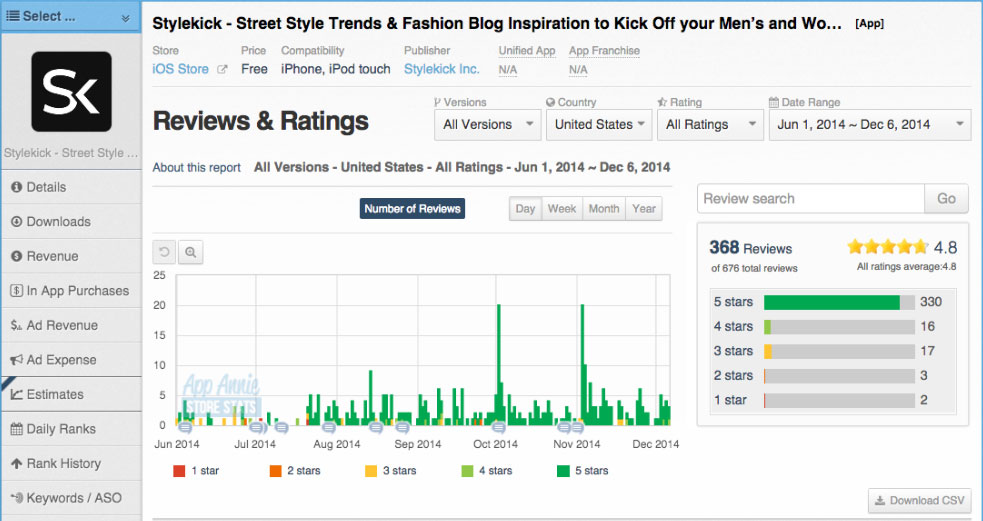 Select ...
SK
Stylekick - Street Style ...
Details
Downloads
Revenue
In App Purchases
Ad Revenue
Ad Expense
Estimates
Daily Ranks
Rank History
Keywords / ASO
Stylekick - Street Style Trends & Fashion Blog Inspiration to Kick Off your Men's and Wo... [App]
Store Price Compatibility Publisher Unified App App Franchise
iOS Store Free iPhone, iPod touch Stylekick Inc. N/A N/A
Reviews & Ratings
Versions Country Rating Date Range
All Versions United States All Ratings Jun 1, 2014 ~ Dec 6, 2014
About this report All Versions - United States - All Ratings - Jun 1, 2014 ~ Dec 6, 2014
Number of Reviews Day Week Month Year
25
20
15
10
5
0
App Annie
STORE STATS
Jun 2014 Jul 2014 Aug 2014 Sep 2014 Oct 2014 Nov 2014 Dec 2014
1 star 2 stars 3 stars 4 stars 5 stars
Review search Go
368 Reviews 4.8
of 676 total reviews All ratings average:4.8
5 stars 330
4 stars 16
3 stars 17
2 stars 3
1 star 2
Download CSV